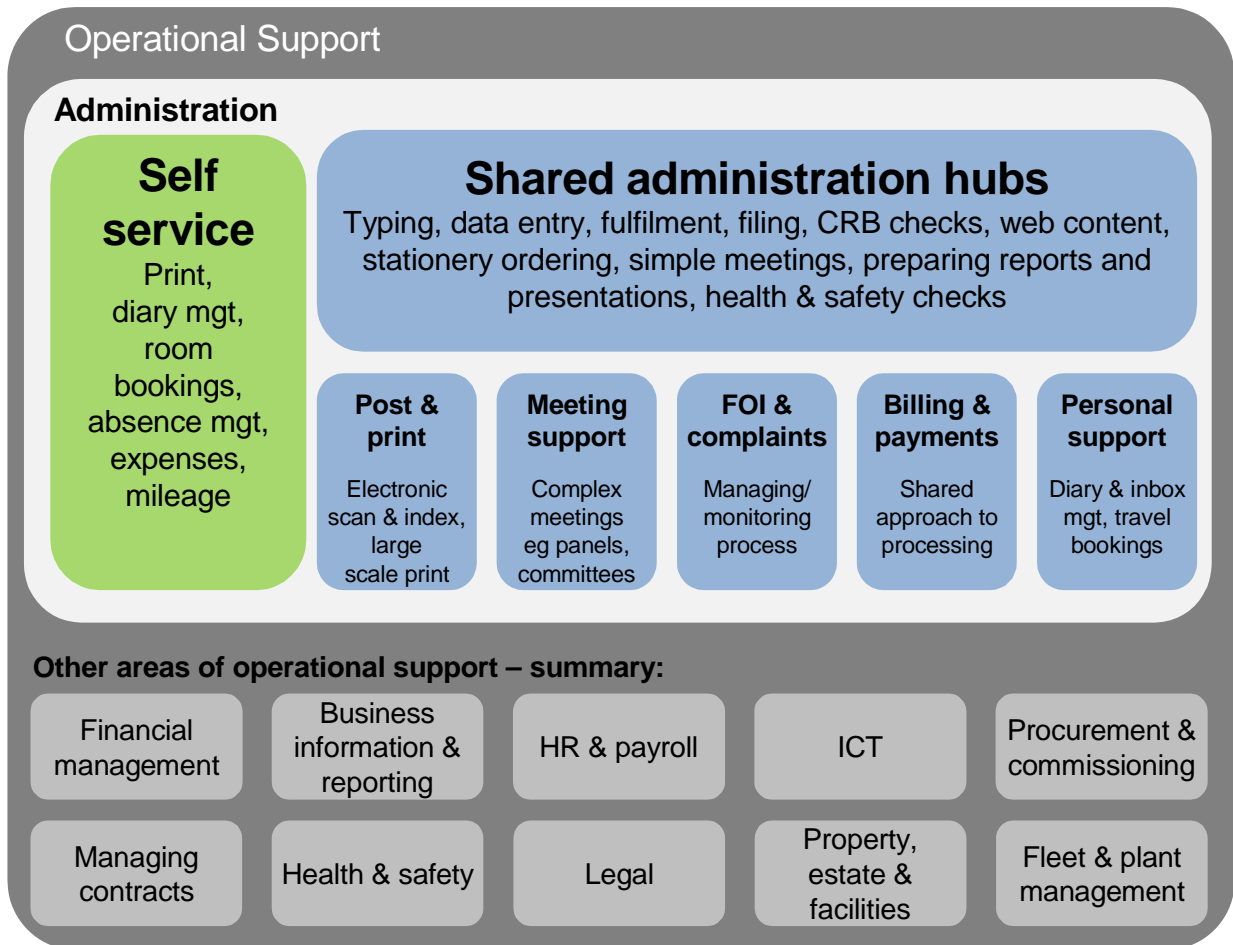 Operational Support
Administration
Self
service
Print,
diary mgt,
room
bookings,
absence mgt,
expenses,
mileage
Shared administration hubs
Typing, data entry, fulfilment, filing, CRB checks, web content,
stationery ordering, simple meetings, preparing reports and
presentations, health & safety checks
Post &
print
Electronic
scan & index,
large
scale print
Meeting
support
Complex
meetings
eg panels,
committees
FOI &
complaints
Managing/
monitoring
process
Billing &
payments
Shared
approach to
processing
Personal
support
Diary & inbox
mgt, travel
bookings
Other areas of operational support – summary:
Financial
management
Business
information &
reporting
HR & payroll
ICT
Procurement &
commissioning
Managing
contracts
Health & safety
Legal
Property,
estate &
facilities
Fleet & plant
management